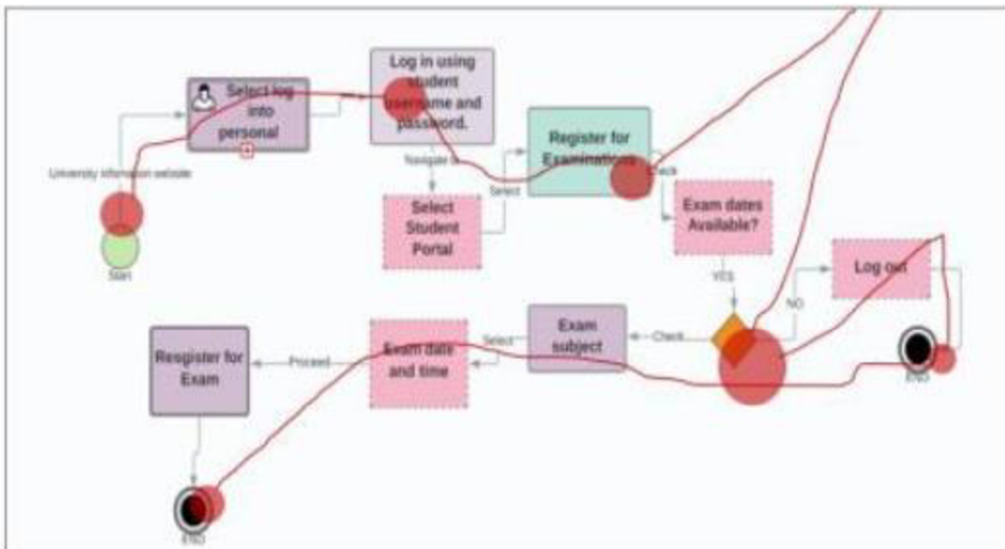 Select log
into
personal
Log in using
student
username and
password.
Register for
Examinations
University infomation website
Navigate
Select
Check
Select
Student
Portal
Exam dates
Available?
Start
YES
NO
Log out
Exam
subject
Check
Select
Exam date
and time
Proceed
Resgister for
Exam
END
END